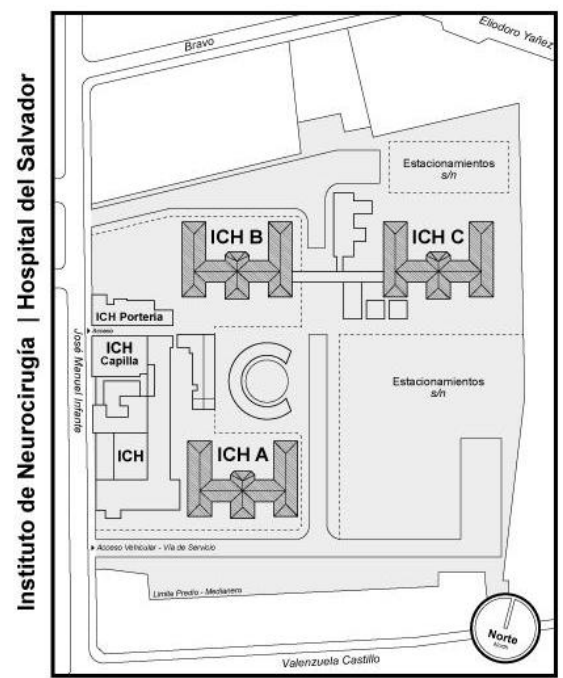 Instituto de Neurocirugía | Hospital del Salvador
Bravo
Eliodoro Yañez
Estacionamientos
s/n
ICH B
ICH C
ICH Porteria
Acceso
ICH
Capilla
José Manuel Infante
Estacionamientos
s/n
ICH
ICH A
Acceso Vehicular - Vía de Servicio
Limite Predio - Medianero
Norte
North
Valenzuela Castillo